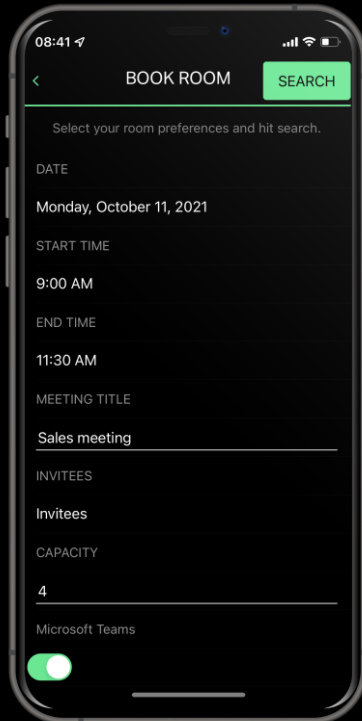 08:41
BOOK ROOM
SEARCH
Select your room preferences and hit search.
DATE
Monday, October 11, 2021
START TIME
9:00 AM
END TIME
11:30 AM
MEETING TITLE
Sales meeting
INVITEES
Invitees
CAPACITY
4
Microsoft Teams